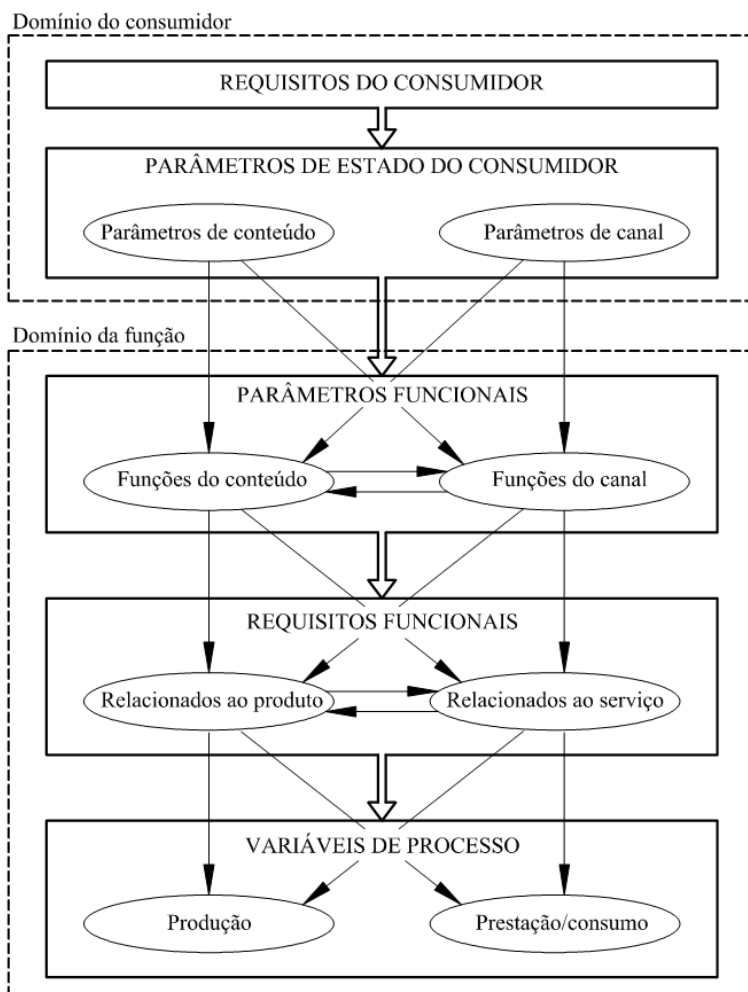 Domínio do consumidor
REQUISITOS DO CONSUMIDOR
PARÂMETROS DE ESTADO DO CONSUMIDOR
Parâmetros de conteúdo
Parâmetros de canal
Domínio da função
PARÂMETROS FUNCIONAIS
Funções do conteúdo
Funções do canal
REQUISITOS FUNCIONAIS
Relacionados ao produto
Relacionados ao serviço
VARIÁVEIS DE PROCESSO
Produção
Prestação/consumo